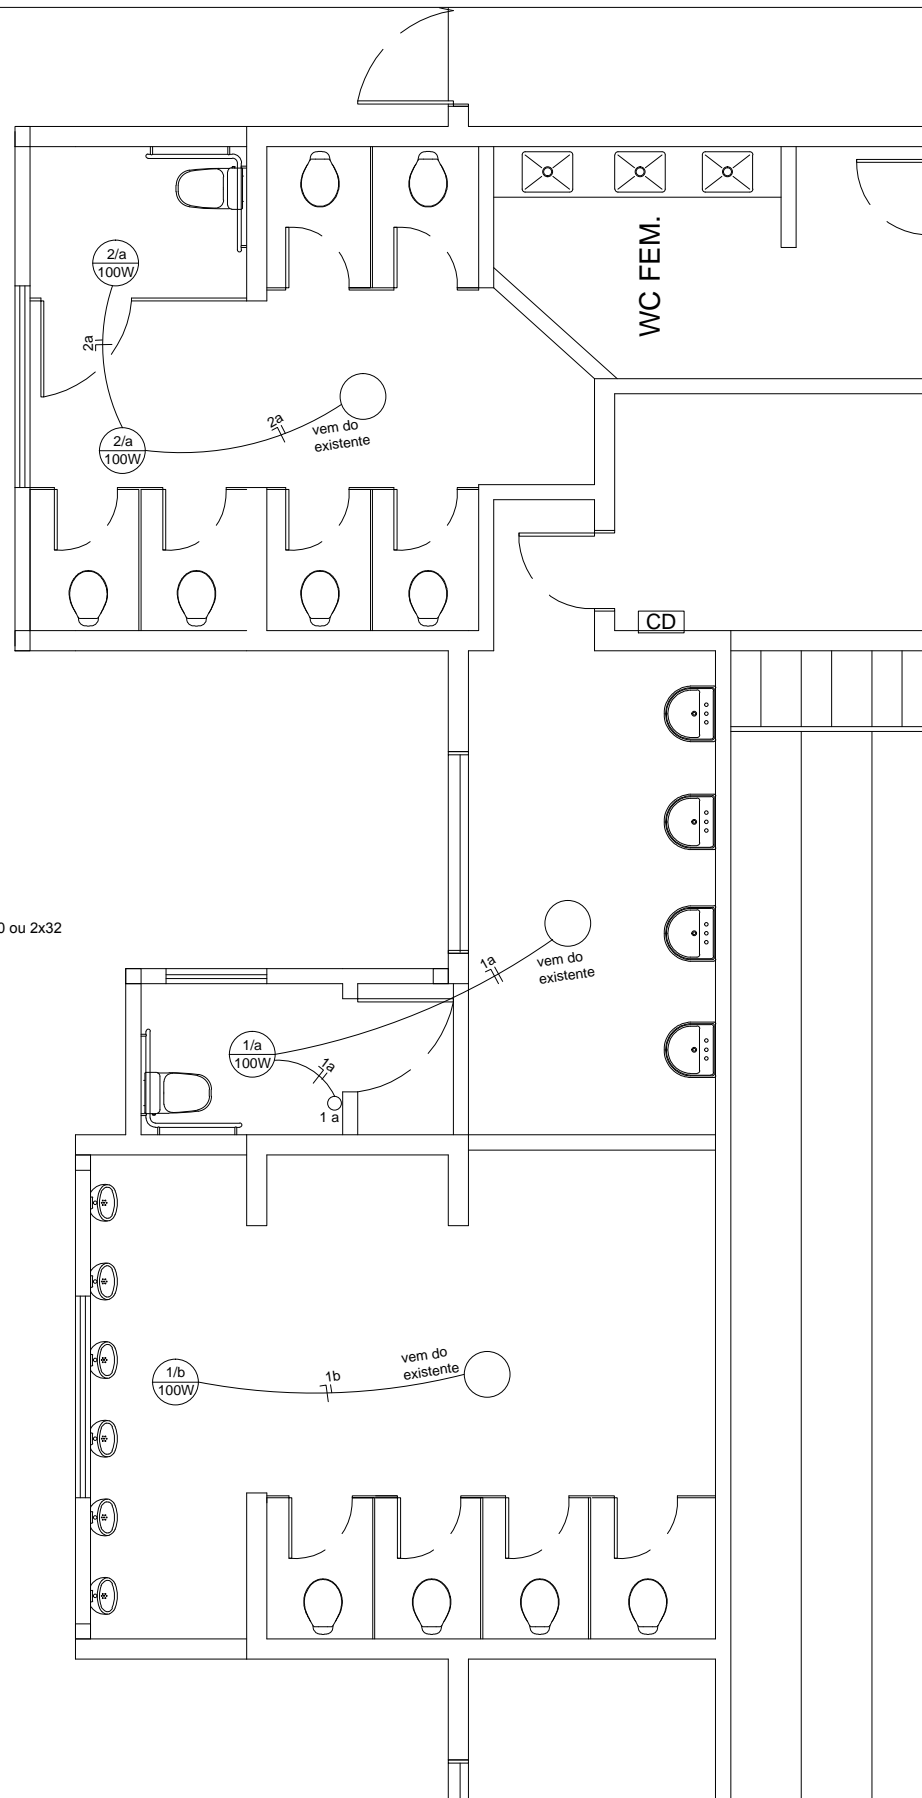 WC FEM.
2/a
100W
2a
2/a
100W
2a
vem do
existente
CD
0 ou 2x32
1a
vem do
existente
1/a
100W
1a
1 a
1/b
100W
1b
vem do
existente